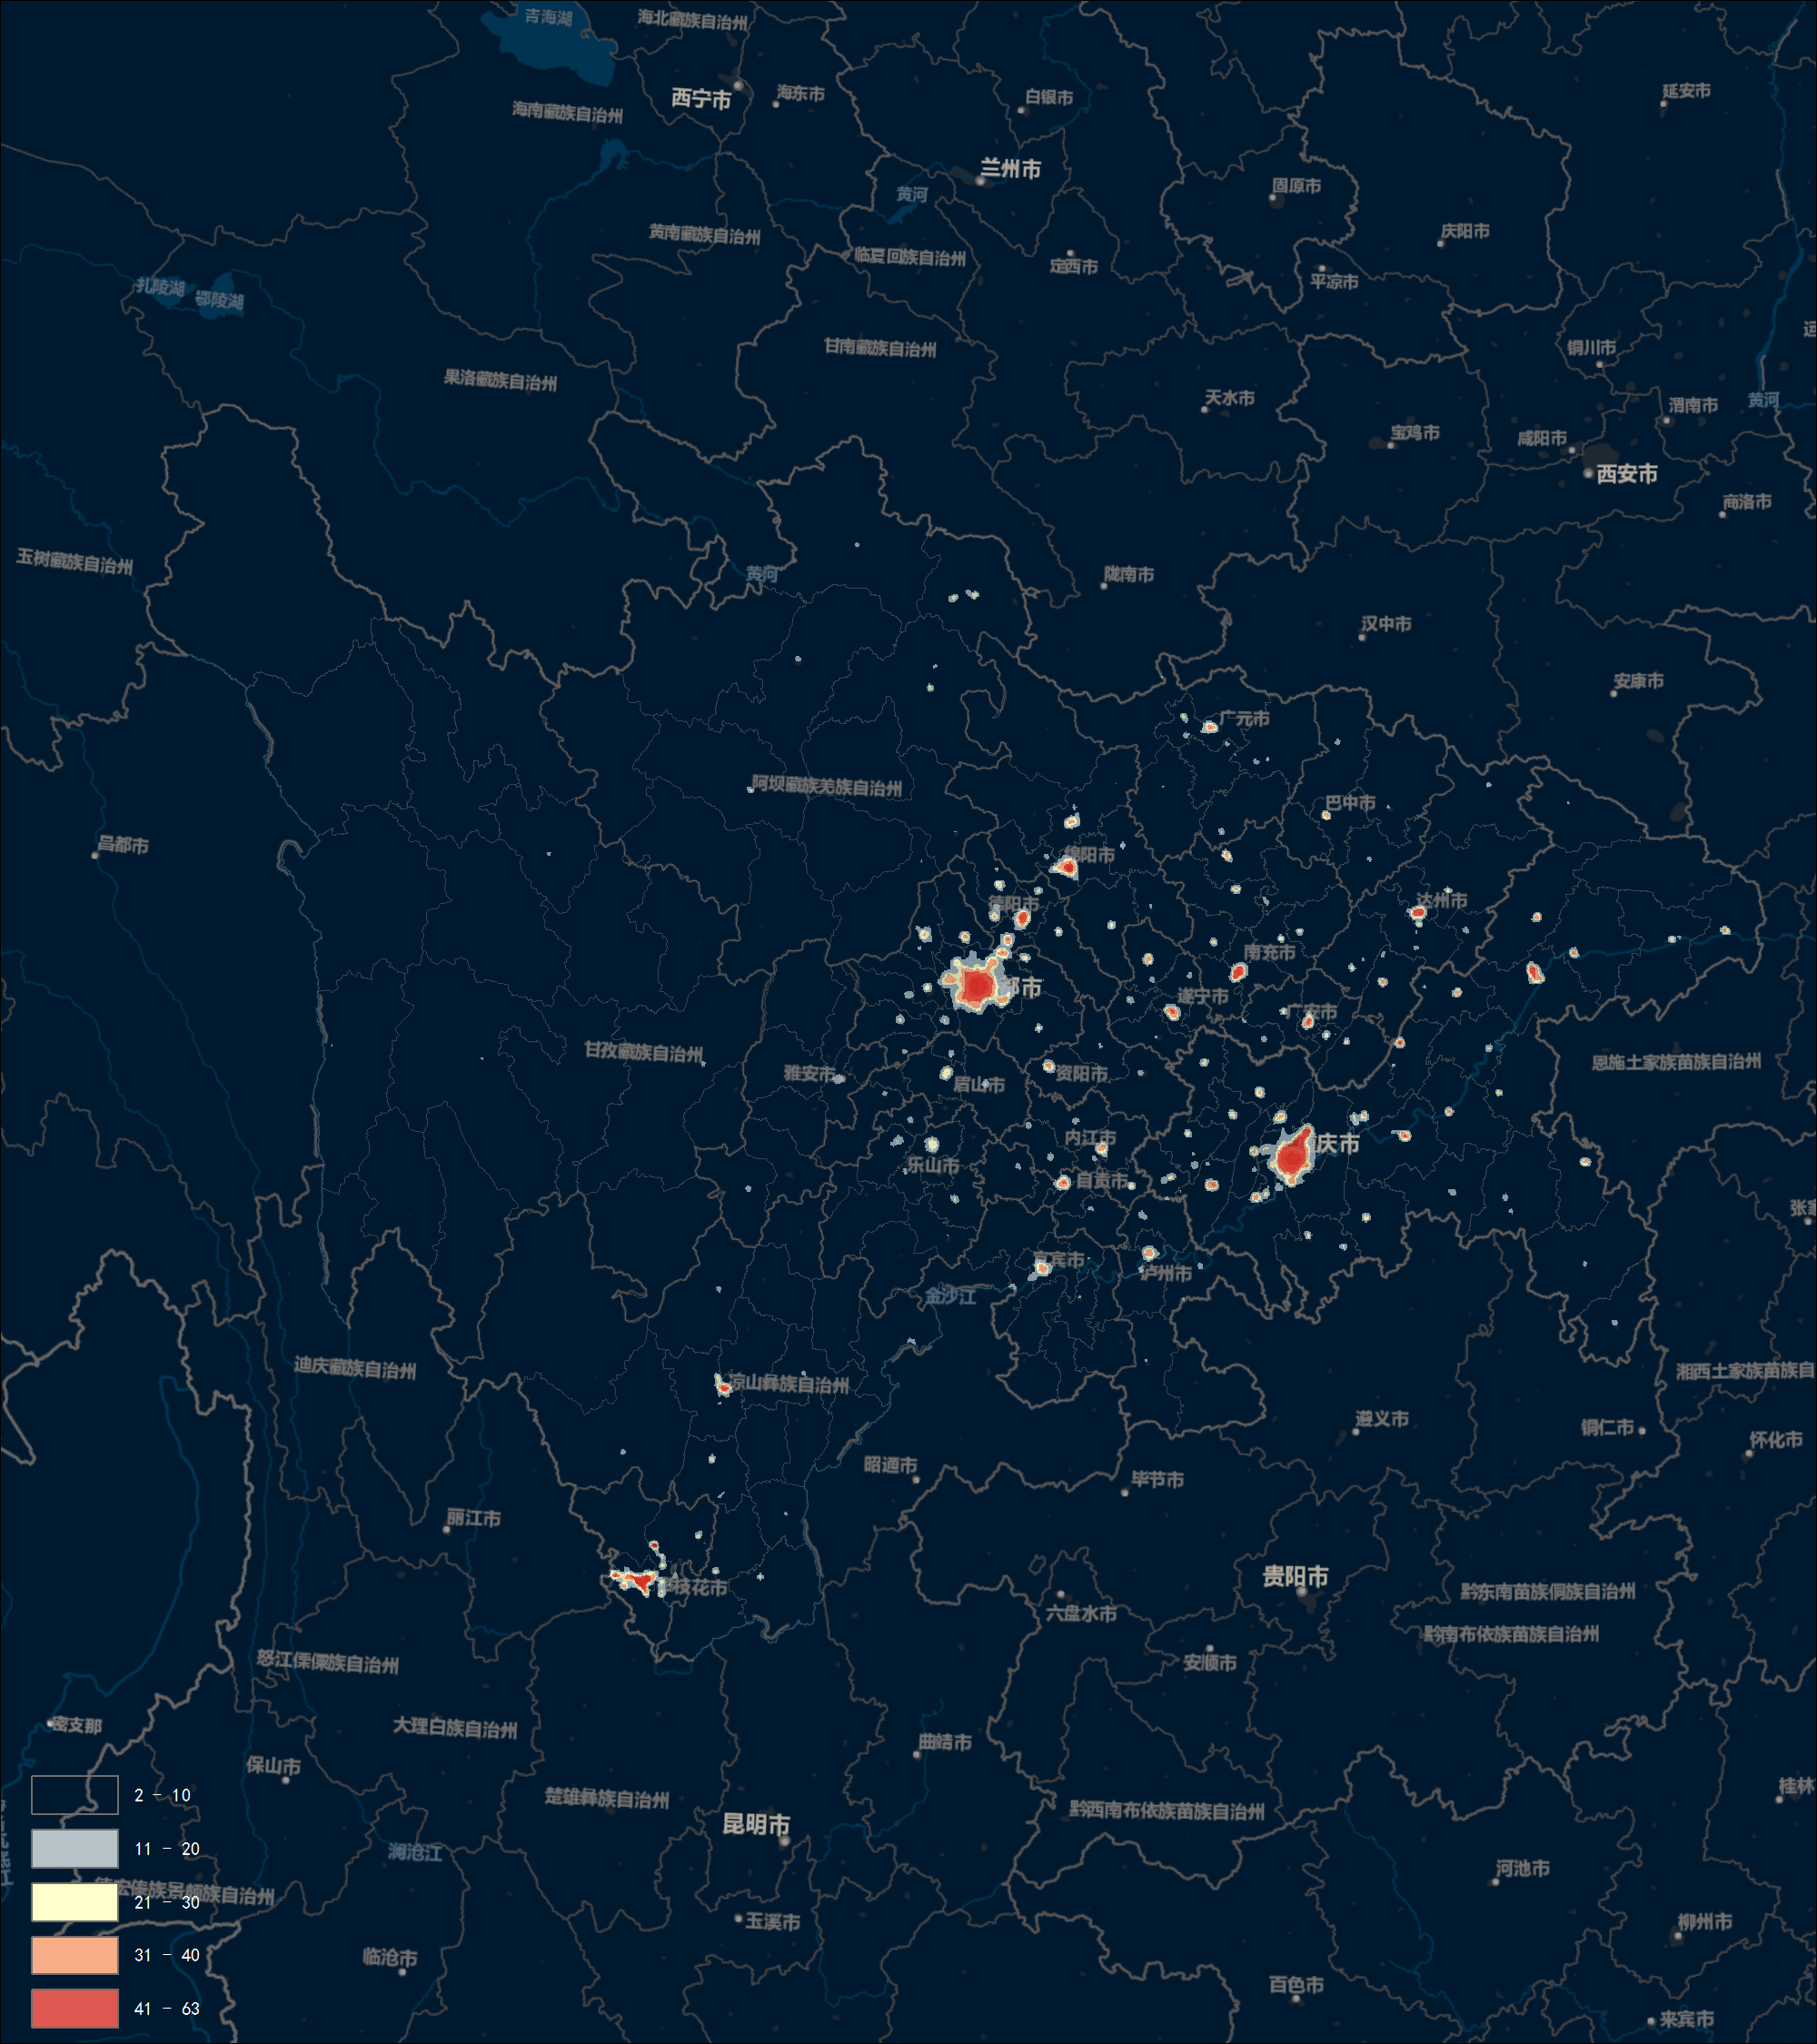 青海湖
海北藏族自治州
西宁市
海东市
白银市
延安市
海南藏族自治州
兰州市
固原市
黄河
黄南藏族自治州
庆阳市
临夏回族自治州
定西市
平凉市
扎陵湖
鄂陵湖
甘南藏族自治州
铜川市
果洛藏族自治州
天水市
渭南市
黄河
宝鸡市
咸阳市
西安市
商洛市
玉树藏族自治州
黄河
陇南市
汉中市
安康市
广元市
阿坝藏族羌族自治州
巴中市
昌都市
绵阳市
德阳市
达州市
南充市
都市
遂宁市
广安市
甘孜藏族自治州
恩施土家族苗族自治州
雅安市
眉山市
资阳市
内江市
庆市
乐山市
自贡市
宜宾市
泸州市
金沙江
迪庆藏族自治州
凉山彝族自治州
湘西土家族苗族自
遵义市
铜仁市
怀化市
昭通市
毕节市
丽江市
贵阳市
枝花市
黔东南苗族侗族自治州
六盘水市
黔南布依族苗族自治州
怒江傈僳族自治州
安顺市
密支那
大理白族自治州
曲靖市
保山市
桂林
2 - 10
楚雄彝族自治州
黔西南布依族苗族自治州
昆明市
11 - 20
澜沧江
河池市
德宏傣族景颇族自治州
21 - 30
玉溪市
柳州市
31 - 40
临沧市
百色市
41 - 63
来宾市